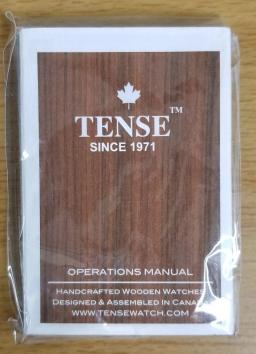 TENSE™
SINCE 1971
OPERATIONS MANUAL
HANDCRAFTED WOODEN WATCHES
DESIGNED & ASSEMBLED IN CANADA
WWW.TENSEWATCH.COM